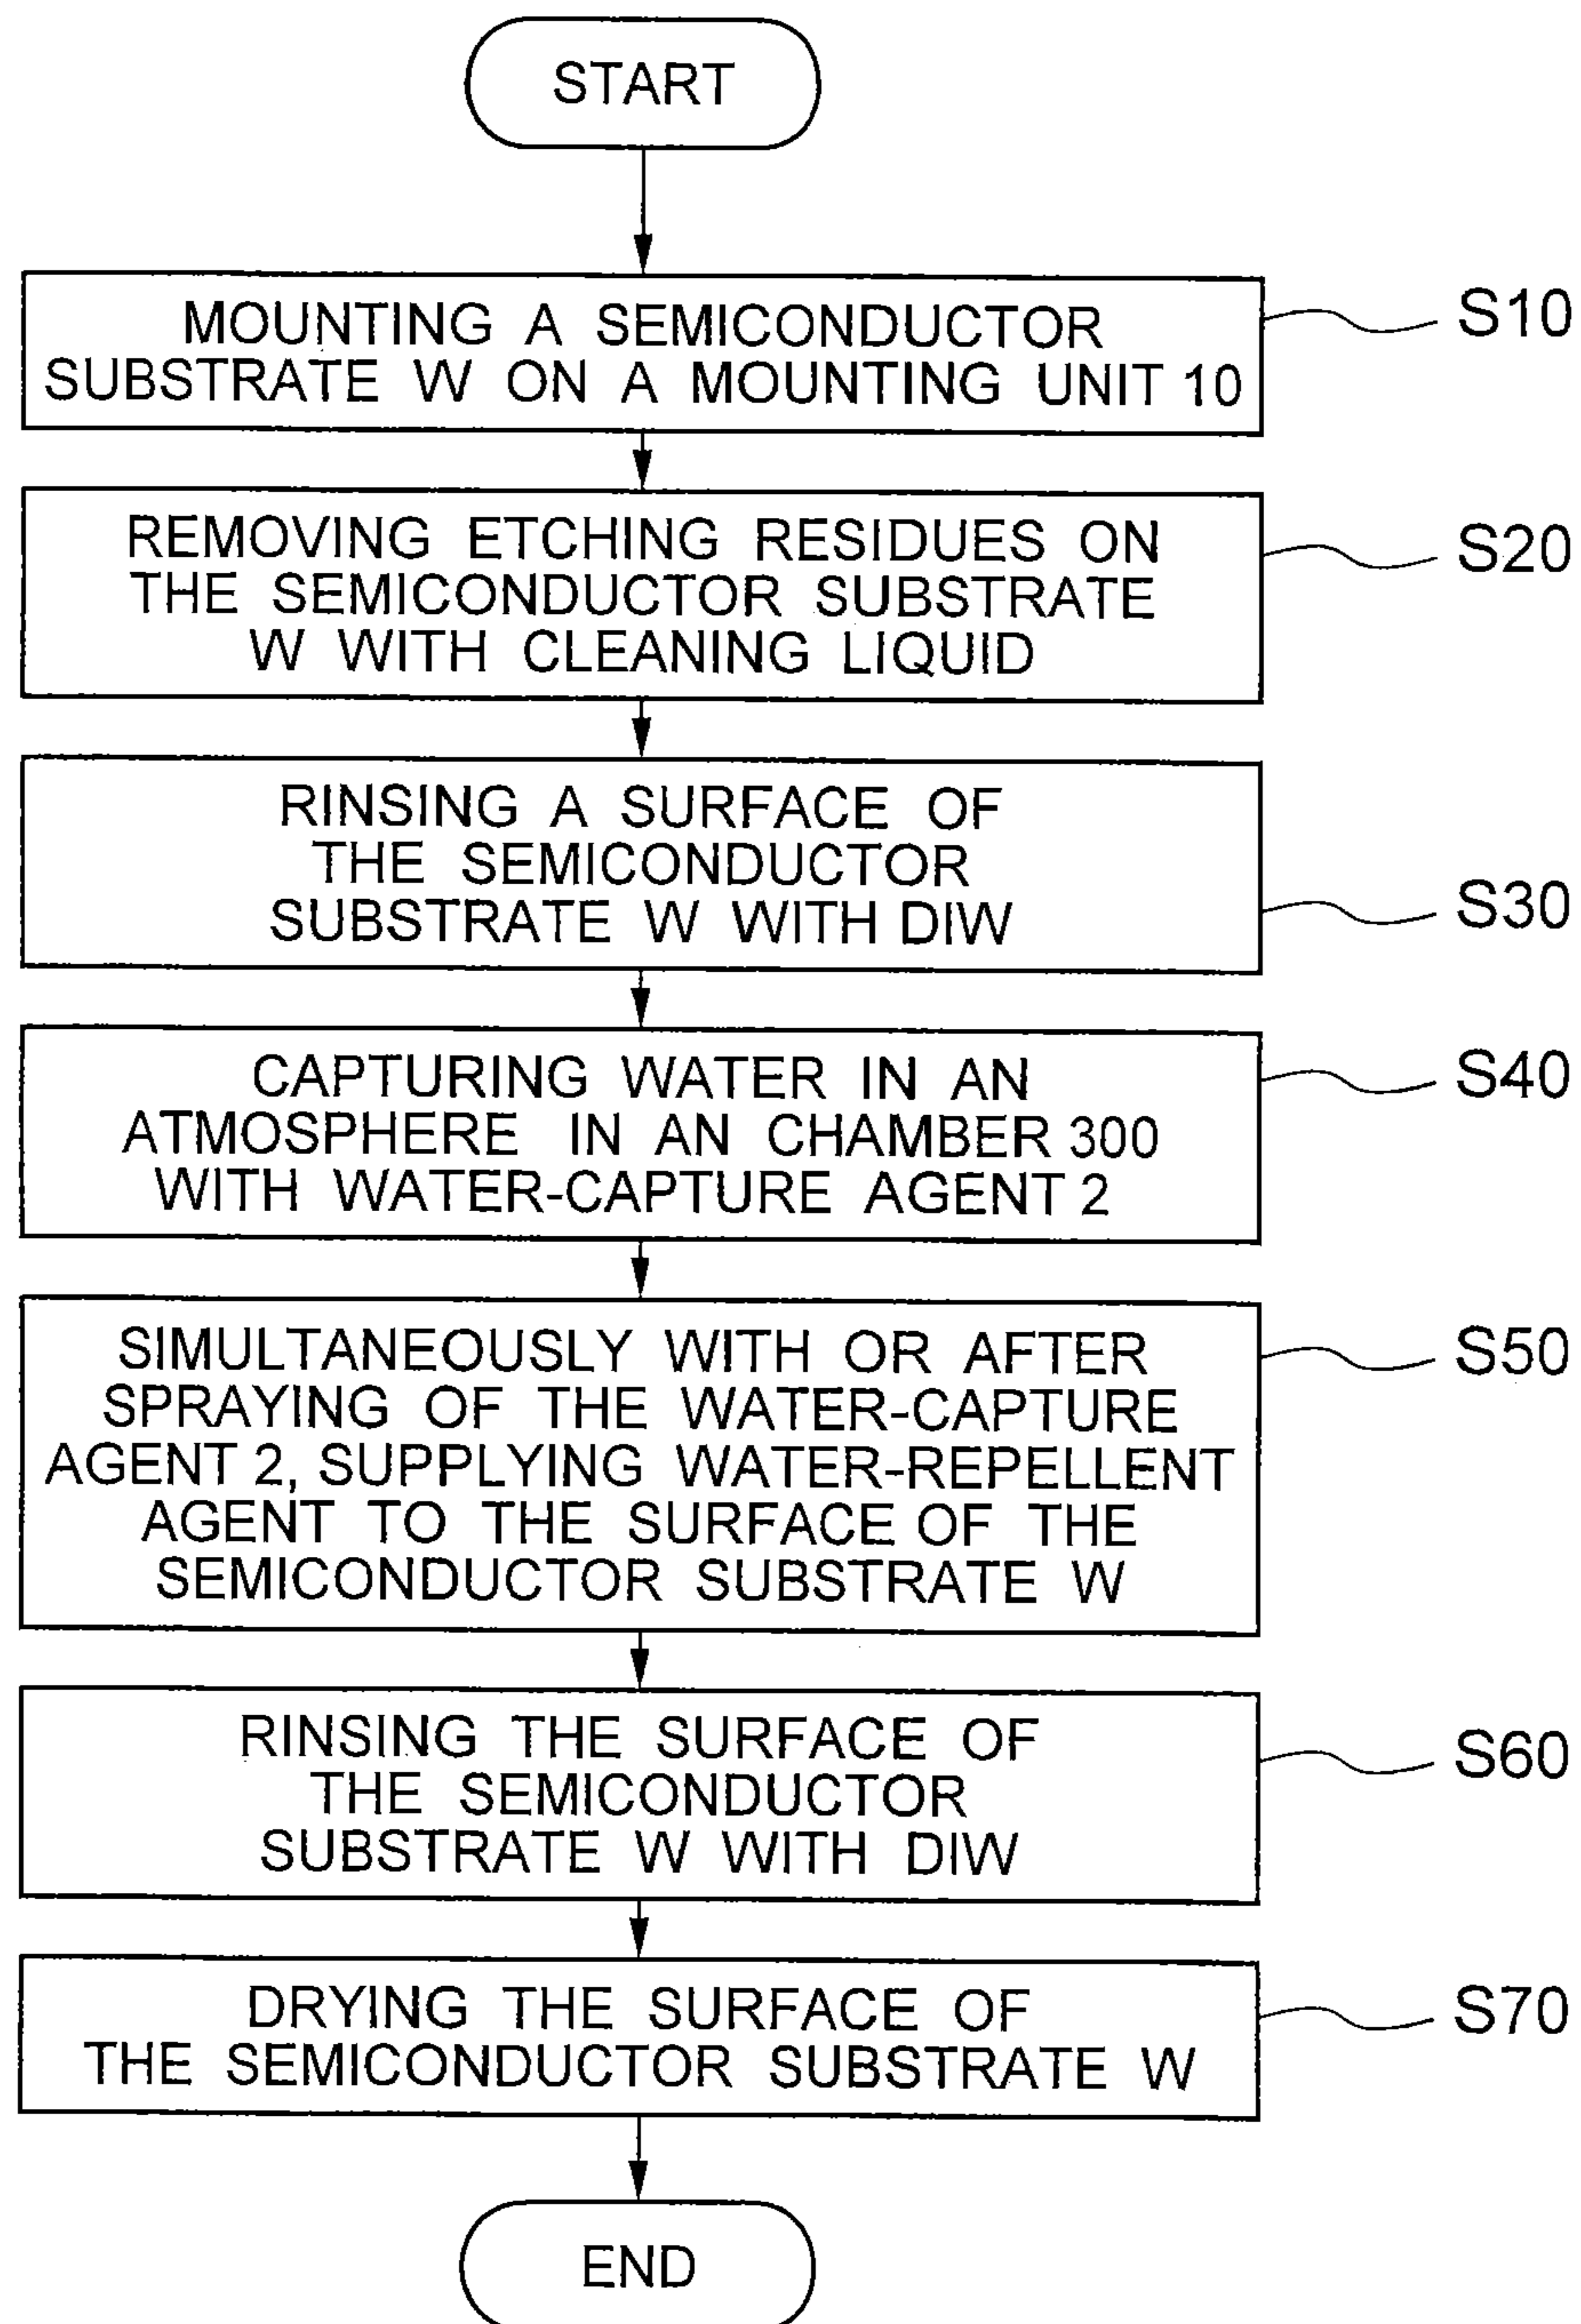 START
MOUNTING A SEMICONDUCTOR
SUBSTRATE W ON A MOUNTING UNIT 10
S10
REMOVING ETCHING RESIDUES ON
THE SEMICONDUCTOR SUBSTRATE
W WITH CLEANING LIQUID
S20
RINSING A SURFACE OF
THE SEMICONDUCTOR
SUBSTRATE W WITH DIW
S30
CAPTURING WATER IN AN
ATMOSPHERE IN AN CHAMBER 300
WITH WATER-CAPTURE AGENT 2
S40
SIMULTANEOUSLY WITH OR AFTER
SPRAYING OF THE WATER-CAPTURE
AGENT 2, SUPPLYING WATER-REPELLENT
AGENT TO THE SURFACE OF THE
SEMICONDUCTOR SUBSTRATE W
S50
RINSING THE SURFACE OF
THE SEMICONDUCTOR
SUBSTRATE W WITH DIW
S60
DRYING THE SURFACE OF
THE SEMICONDUCTOR SUBSTRATE W
S70
END